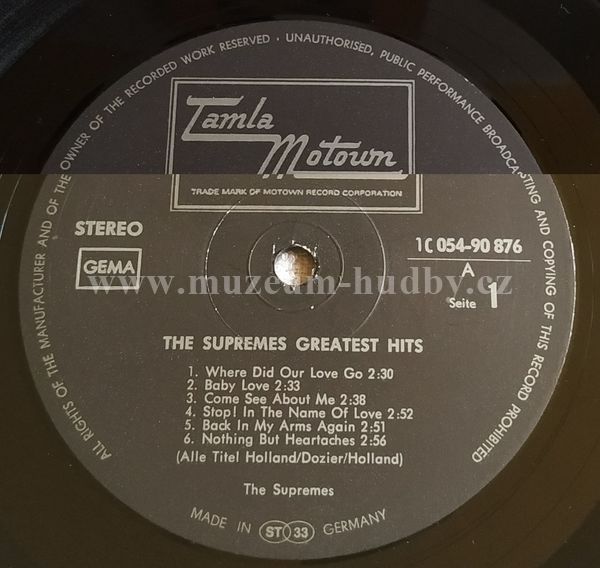 ALL RIGHTS OF THE MANUFACTURER AND OF THE OWNER OF THE RECORDED WORK RESERVED · UNAUTHORISED, PUBLIC PERFORMANCE BROADCASTING AND COPYING OF THIS RECORD PROHIBITED
Tamla
Motown
TRADE MARK OF MOTOWN RECORD CORPORATION
STEREO
1C 054-90 876
GEMA
A
Seite 1
www.muzeum-hudby.cz
THE SUPREMES GREATEST HITS
1. Where Did Our Love Go 2:30
2. Baby Love 2:33
3. Come See About Me 2:38
4. Stop! In The Name Of Love 2:52
5. Back In My Arms Again 2:51
6. Nothing But Heartaches 2:56
(Alle Titel Holland/Dozier/Holland)
The Supremes
MADE IN ST 33 GERMANY